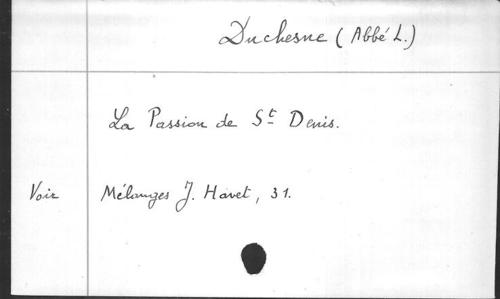 Duchesne (Abbé L.)
La Passion de St Denis.
Voir Mélanges J. Havet, 31.